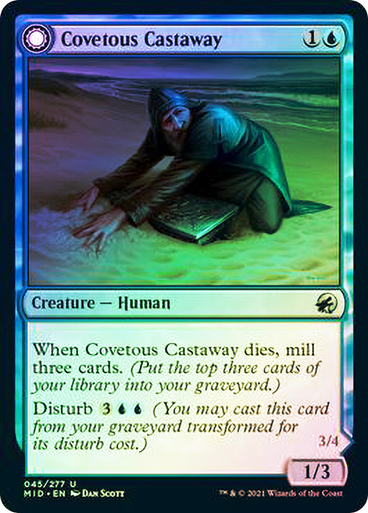 Covetous Castaway
1
Creature — Human
When Covetous Castaway dies, mill
three cards. (Put the top three cards of
your library into your graveyard.)
Disturb 3 (You may cast this card
from your graveyard transformed for
its disturb cost.)
3/4
1/3
045/277 U
MID • EN Dan Scott
™ & © 2021 Wizards of the Coast